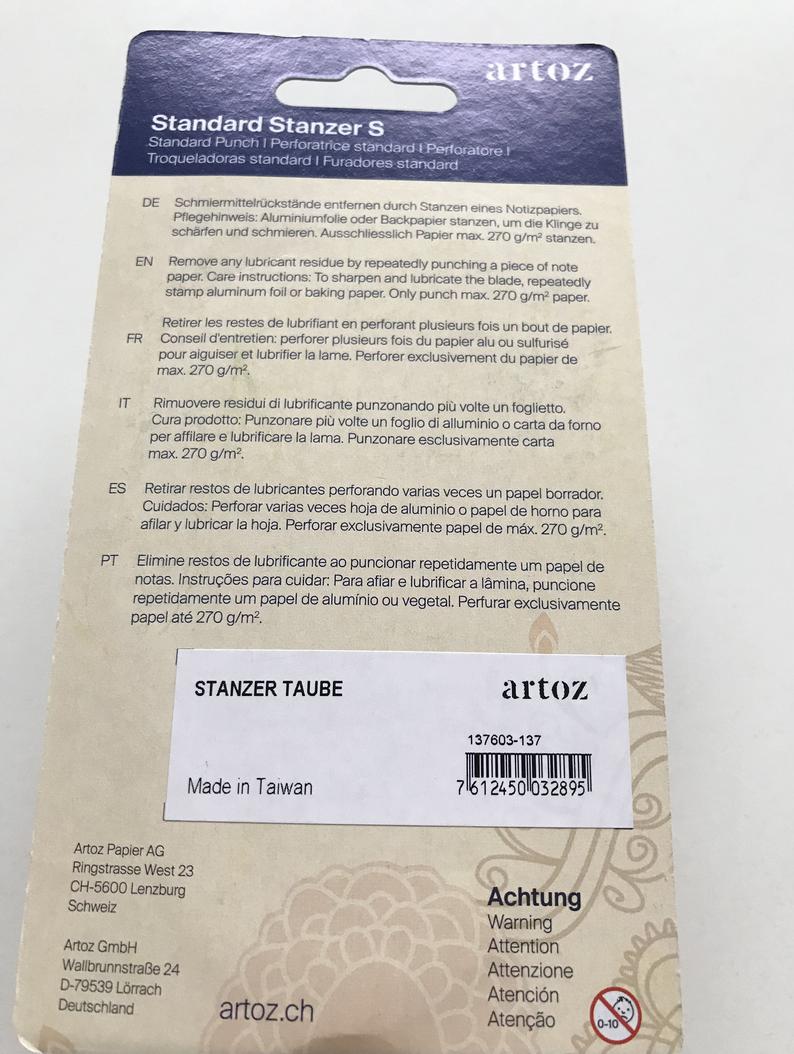 artoz
Standard Stanzer S
Standard Punch | Perforatrice standard | Perforatore |
Troqueladoras standard | Furadores standard
DE Schmiermittelrückstände entfernen durch Stanzen eines Notizpapiers.
Pflegehinweis: Aluminiumfolie oder Backpapier stanzen, um die Klinge zu
schärfen und schmieren. Ausschliesslich Papier max. 270 g/m² stanzen.
EN Remove any lubricant residue by repeatedly punching a piece of note
paper. Care instructions: To sharpen and lubricate the blade, repeatedly
stamp aluminum foil or baking paper. Only punch max. 270 g/m² paper.
Retirer les restes de lubrifiant en perforant plusieurs fois un bout de papier.
FR Conseil d'entretien: perforer plusieurs fois du papier alu ou sulfurisé
pour aiguiser et lubrifier la lame. Perforer exclusivement du papier de
max. 270 g/m².
IT Rimuovere residui di lubrificante punzonando più volte un foglietto.
Cura prodotto: Punzonare più volte un foglio di alluminio o carta da forno
per affilare e lubrificare la lama. Punzonare esclusivamente carta
max. 270 g/m².
ES Retirar restos de lubricantes perforando varias veces un papel borrador.
Cuidados: Perforar varias veces hoja de aluminio o papel de horno para
afilar y lubricar la hoja. Perforar exclusivamente papel de máx. 270 g/m².
PT Elimine restos de lubrificante ao puncionar repetidamente um papel de
notas. Instruções para cuidar: Para afiar e lubrificar a lâmina, puncione
repetidamente um papel de alumínio ou vegetal. Perfurar exclusivamente
papel até 270 g/m².
STANZER TAUBE
artoz
137603-137
Made in Taiwan
7612450032895
Artoz Papier AG
Ringstrasse West 23
CH-5600 Lenzburg
Schweiz
Artoz GmbH
Wallbrunnstraße 24
D-79539 Lörrach
Deutschland
artoz.ch
Achtung
Warning
Attention
Attenzione
Atención
Atenção
0-10